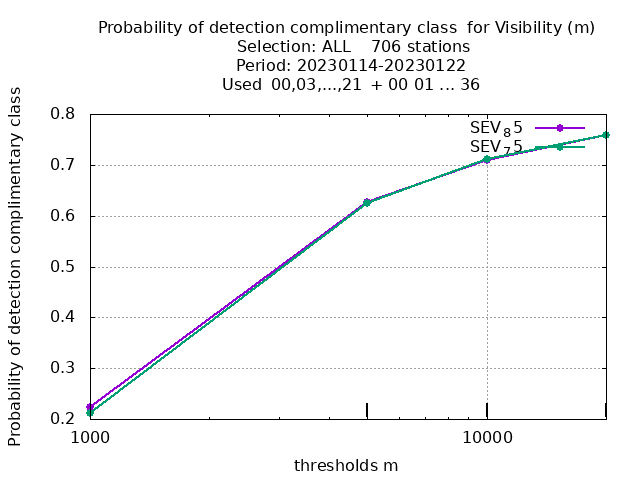 Probability of detection complimentary class for Visibility (m)
Selection: ALL 706 stations
Period: 20230114-20230122
Used 00,03,...,21 + 00 01 ... 36
Probability of detection complimentary class
0.8
0.7
0.6
0.5
0.4
0.3
0.2
SEV₈5
SEV₇5
1000
10000
thresholds m